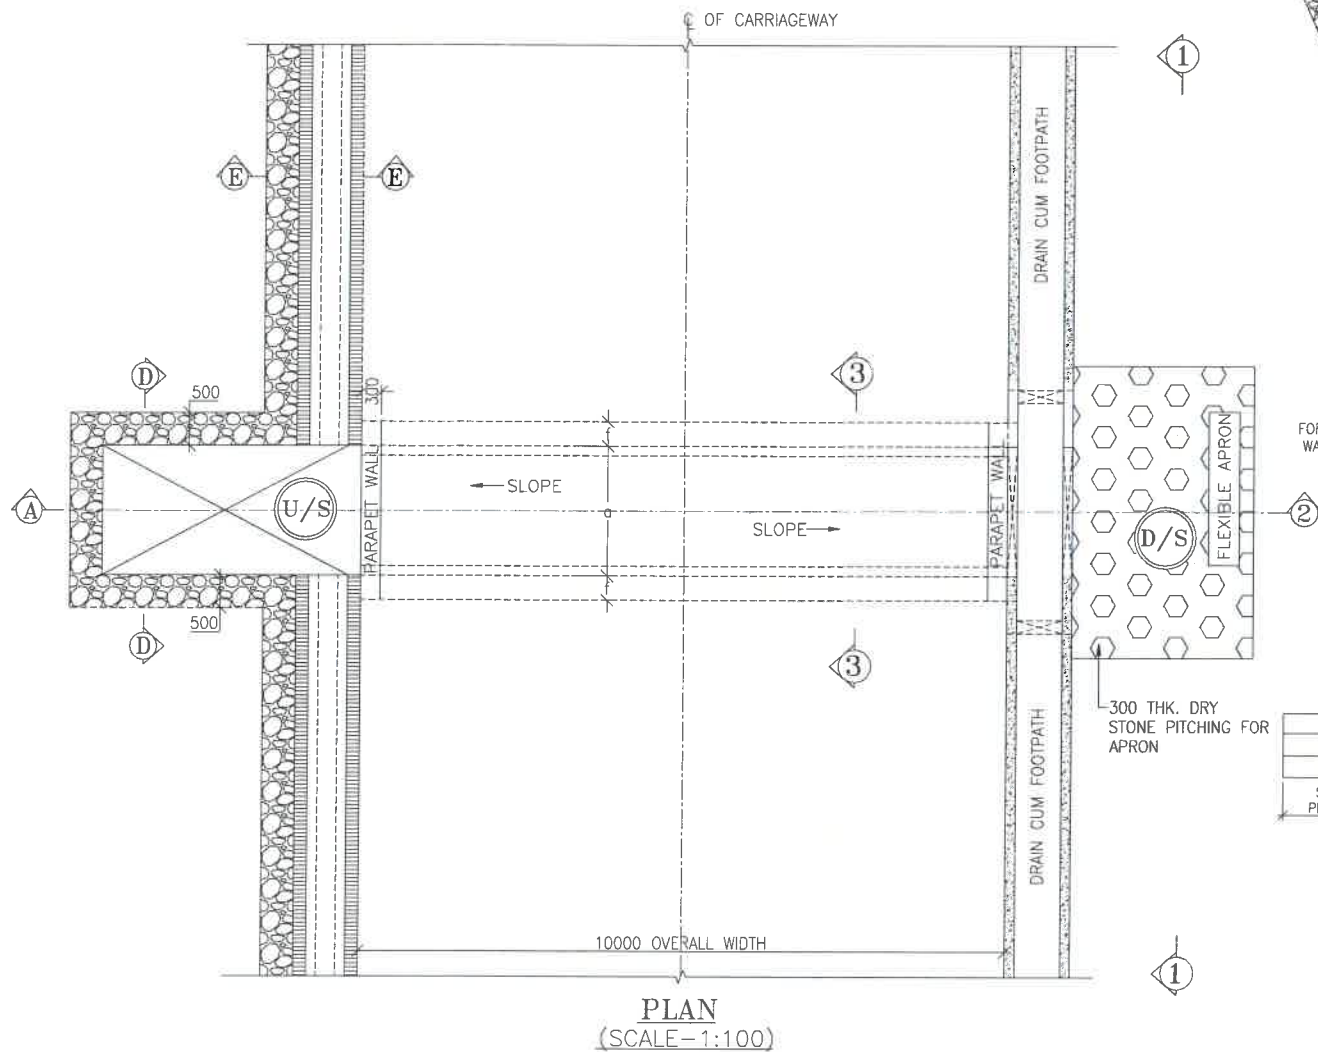 ℄ OF CARRIAGEWAY
1
DRAIN CUM FOOTPATH
E
E
D
500
300
3
FLEXIBLE APRON
PARAPET WALL
SLOPE
A
U/S
a
SLOPE
PARAPET WAL
D/S
2
500
D
3
300 THK. DRY
STONE PITCHING FOR
APRON
DRAIN CUM FOOTPATH
10000 OVERALL WIDTH
1
PLAN
(SCALE-1:100)